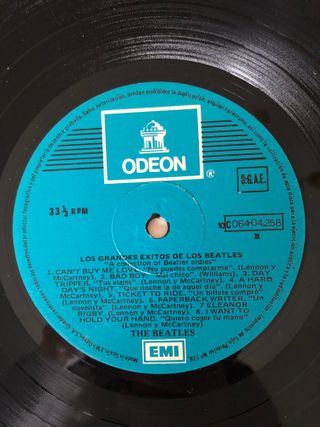 ODEON
®
S.G.A.E.
33⅓ RPM
10C 064-04.258
B
LOS GRANDES EXITOS DE LOS BEATLES
"A collection of Beatles oldies"
1. CAN'T BUY ME LOVE. "No puedes comprarme". (Lennon y
McCartney). 2. BAD BOY. "Mal chico". (Williams). 3. DAY
TRIPPER. "Tus viajes". (Lennon y McCartney). 4. A HARD
DAY'S NIGHT. "Que noche la de aquel día". (Lennon y
McCartney). 5. TICKET TO RIDE. "Un billete compró".
(Lennon y McCartney). 6. PAPERBACK WRITER. "Un
novelista". (Lennon y McCartney). 7. ELEANOR
RIGBY. (Lennon y McCartney). 8. I WANT TO
HOLD YOUR HAND. "Quiero coger tu mano"
(Lennon y McCartney)
THE BEATLES
EMI